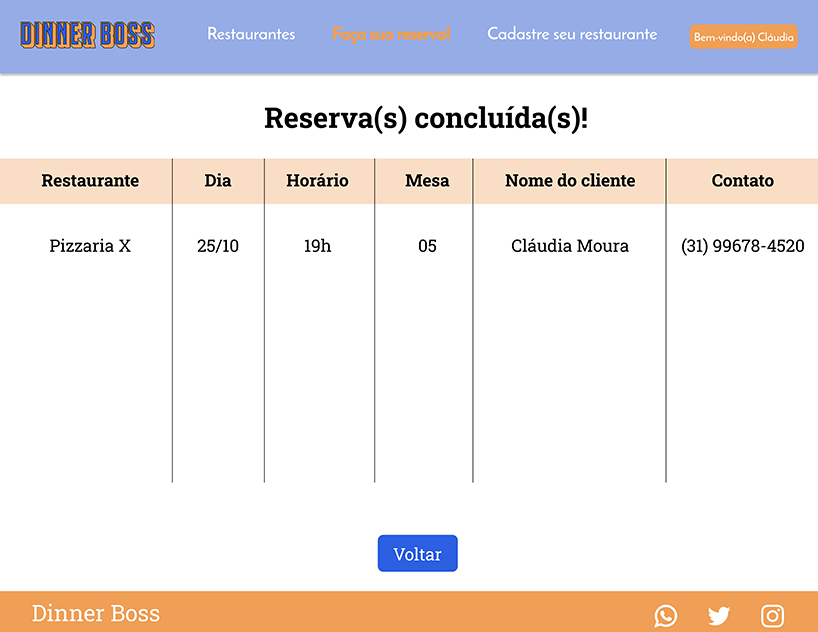 DINNER BOSS Restaurantes Faça sua reserva! Cadastre seu restaurante Bem-vindo(a) Cláudia
Reserva(s) concluída(s)!
Restaurante Dia Horário Mesa Nome do cliente Contato
Pizzaria X 25/10 19h 05 Cláudia Moura (31) 99678-4520
Voltar
Dinner Boss